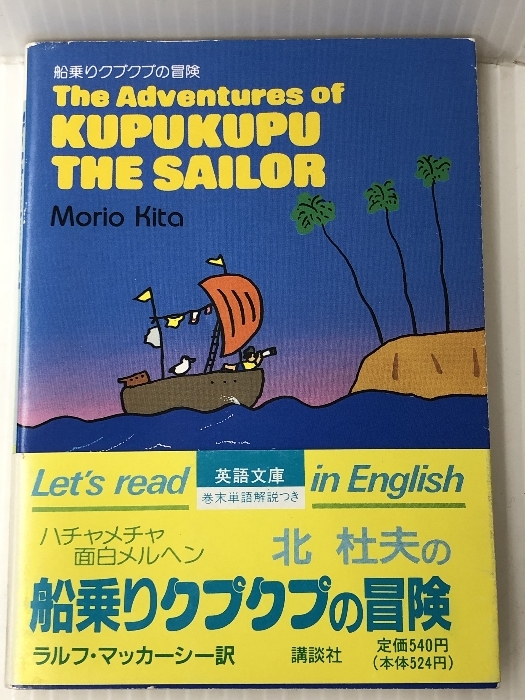 船乗りクプクプの冒険
The Adventures of
KUPUKUPU
THE SAILOR
Morio Kita
Let's read
英語文庫
巻末単語解説つき
in English
ハチャメチャ
面白メルヘン
北 杜夫の
船乗りクプクプの冒険
ラルフ・マッカーシー訳
講談社
定価540円
(本体524円)